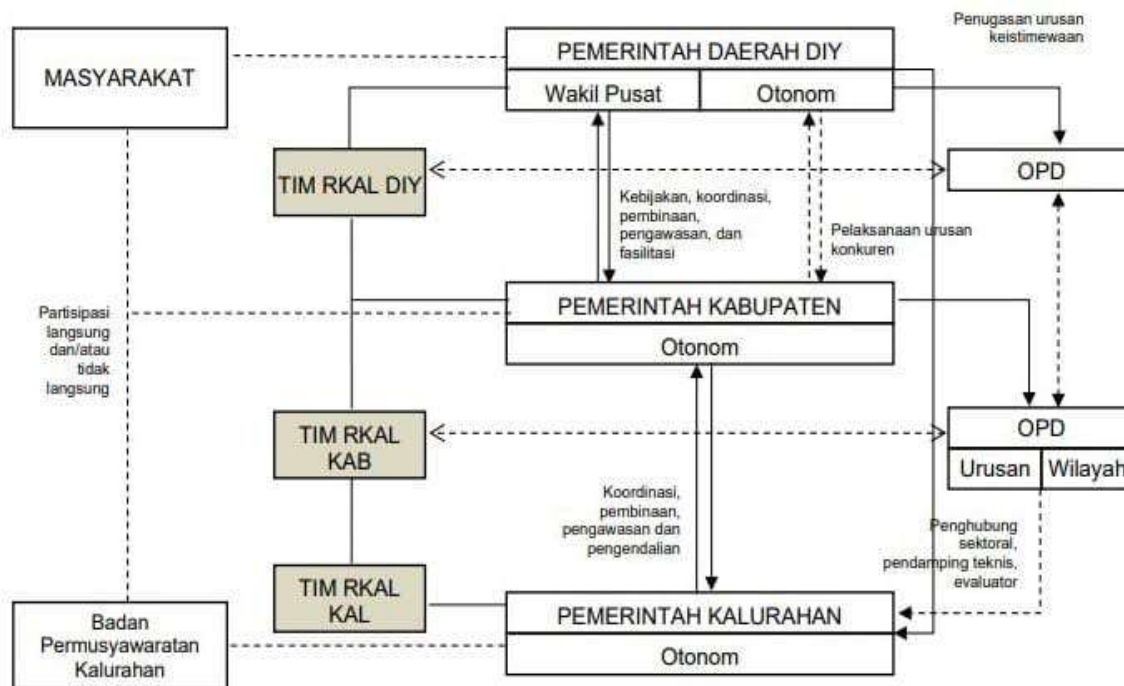 Penugasan urusan
keistimewaan
MASYARAKAT
PEMERINTAH DAERAH DIY
Wakil Pusat
Otonom
TIM RKAL DIY
OPD
Kebijakan, koordinasi,
pembinaan,
pengawasan, dan
fasilitasi
Pelaksanaan urusan
konkuren
Partisipasi
langsung
dan/atau
tidak
langsung
PEMERINTAH KABUPATEN
Otonom
TIM RKAL
KAB
OPD
Urusan
Wilayah
Koordinasi,
pembinaan,
pengawasan dan
pengendalian
Penghubung
sektoral,
pendamping teknis,
evaluator
TIM RKAL
KAL
PEMERINTAH KALURAHAN
Otonom
Badan
Permusyawaratan
Kalurahan